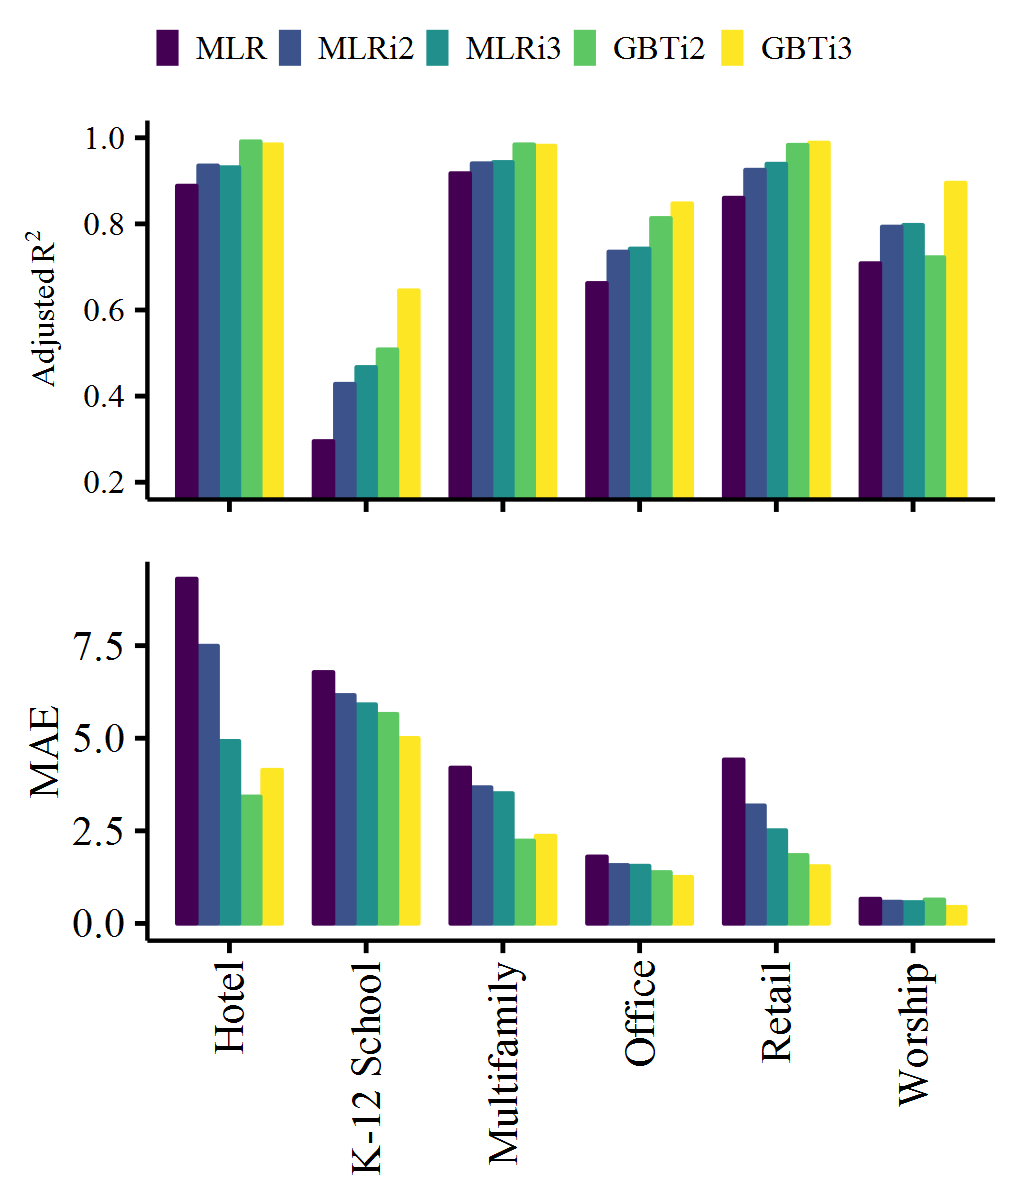 MLR MLRi2 MLRi3 GBTi2 GBTi3
1.0
0.8
0.6
0.4
0.2
Adjusted R²
7.5
5.0
2.5
0.0
MAE
Hotel
K-12 School
Multifamily
Office
Retail
Worship